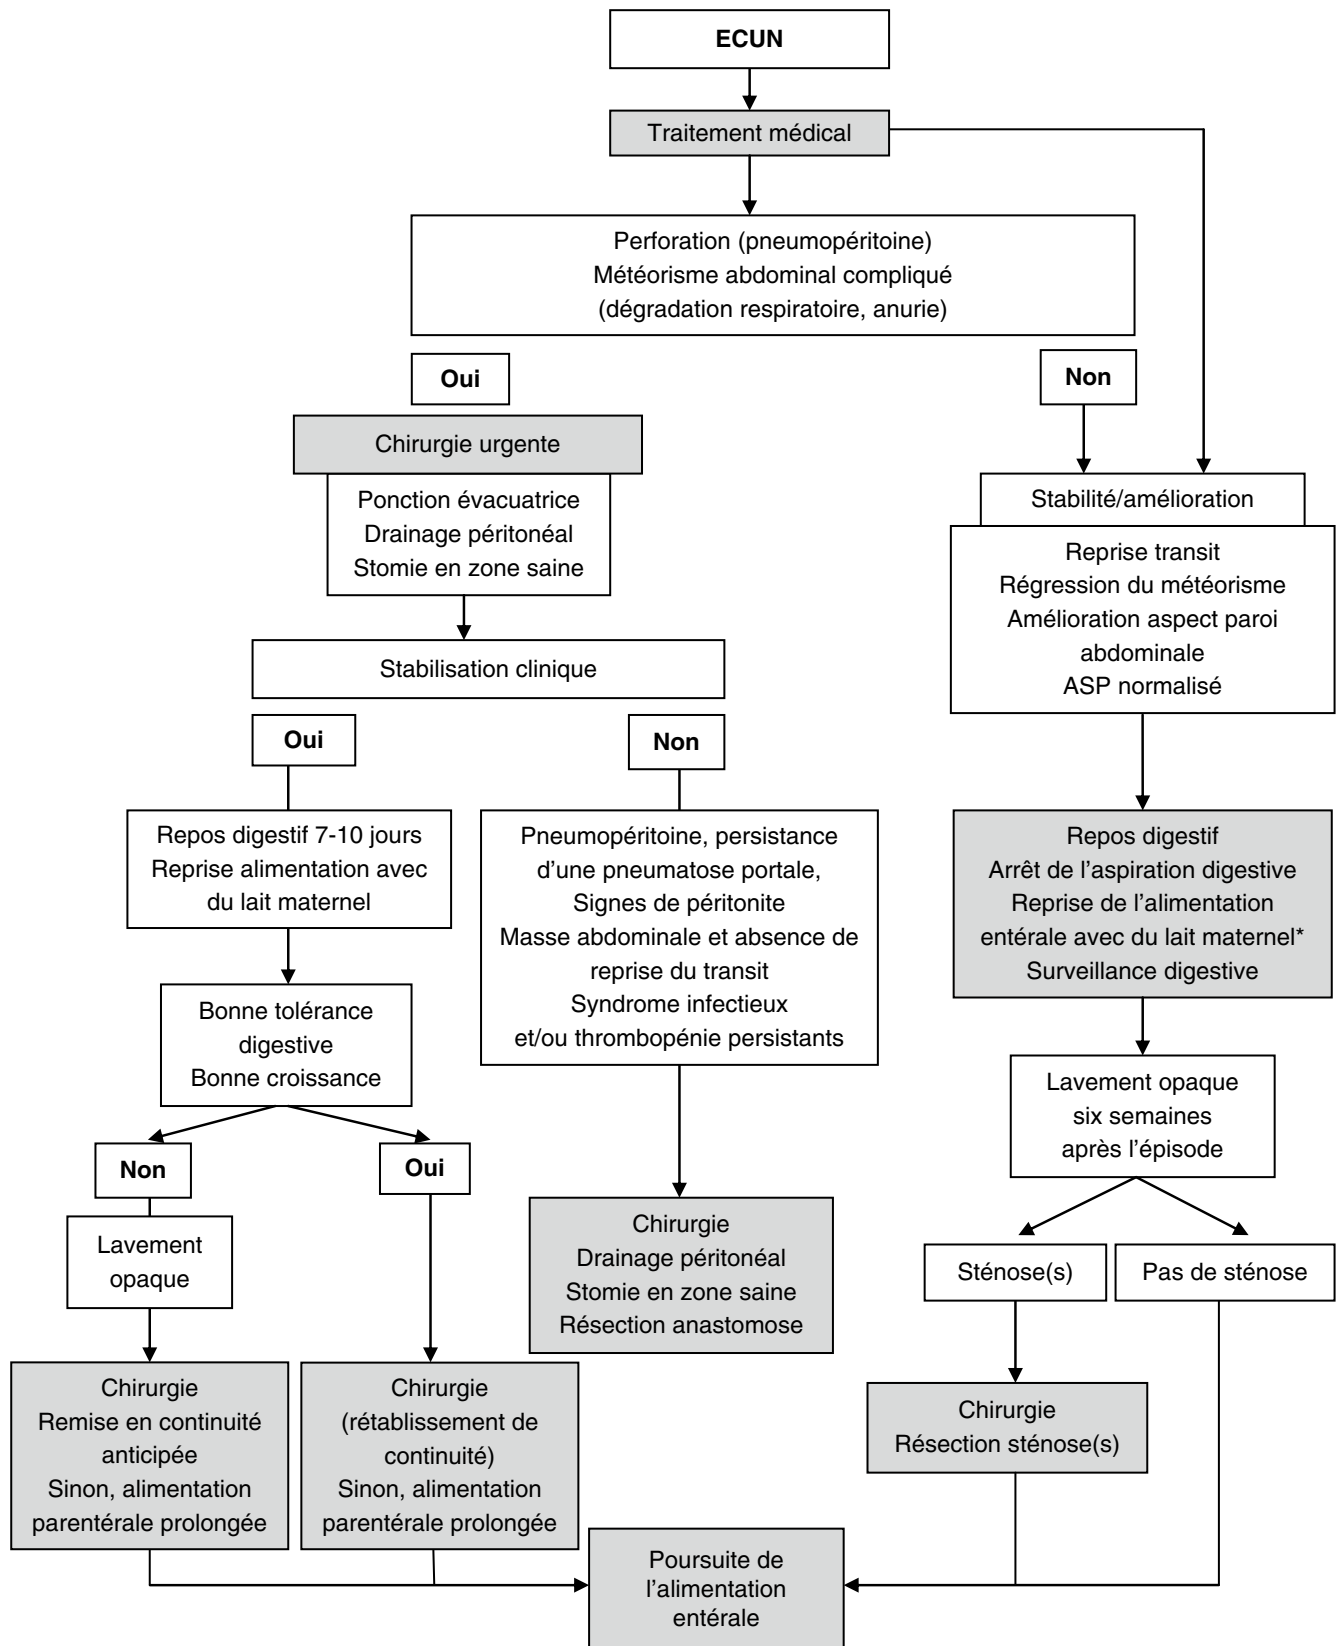 ECUN
Traitement médical
Perforation (pneumopéritoine)
Météorisme abdominal compliqué
(dégradation respiratoire, anurie)
Oui
Non
Chirurgie urgente
Ponction évacuatrice
Drainage péritonéal
Stomie en zone saine
Stabilité/amélioration
Reprise transit
Régression du météorisme
Amélioration aspect paroi
abdominale
ASP normalisé
Stabilisation clinique
Oui
Non
Repos digestif 7-10 jours
Reprise alimentation avec
du lait maternel
Pneumopéritoine, persistance
d’une pneumatose portale,
Signes de péritonite
Masse abdominale et absence de
reprise du transit
Syndrome infectieux
et/ou thrombopénie persistants
Repos digestif
Arrêt de l’aspiration digestive
Reprise de l’alimentation
entérale avec du lait maternel*
Surveillance digestive
Bonne tolérance
digestive
Bonne croissance
Lavement opaque
six semaines
après l’épisode
Non
Oui
Lavement
opaque
Chirurgie
Drainage péritonéal
Stomie en zone saine
Résection anastomose
Sténose(s)
Pas de sténose
Chirurgie
Remise en continuité
anticipée
Sinon, alimentation
parentérale prolongée
Chirurgie
(rétablissement de
continuité)
Sinon, alimentation
parentérale prolongée
Chirurgie
Résection sténose(s)
Poursuite de
l’alimentation
entérale